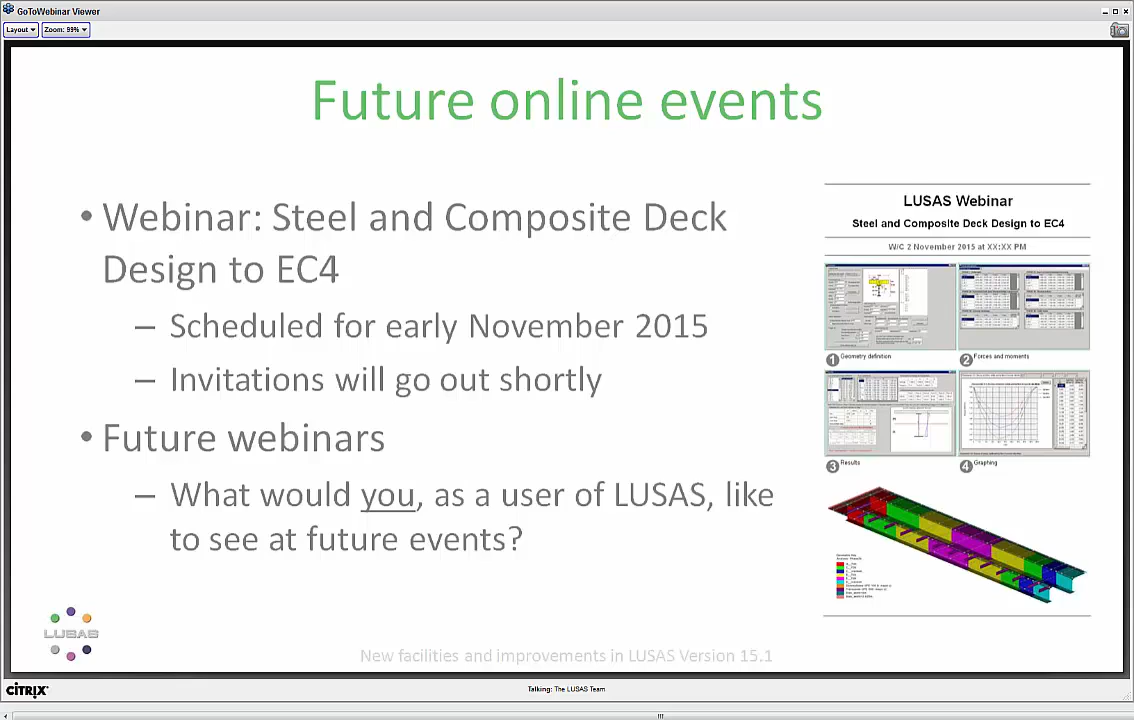 GoToWebinar Viewer
Layout
Zoom: 99%
Future online events
• Webinar: Steel and Composite Deck
Design to EC4
– Scheduled for early November 2015
– Invitations will go out shortly
• Future webinars
– What would you, as a user of LUSAS, like
to see at future events?
LUSAS Webinar
Steel and Composite Deck Design to EC4
W/C 2 November 2015 at XX:XX PM
1 Geometry definition
2 Forces and moments
3 Results
4 Graphing
LUSAS
New facilities and improvements in LUSAS Version 15.1
CITRIX
Talking: The LUSAS Team